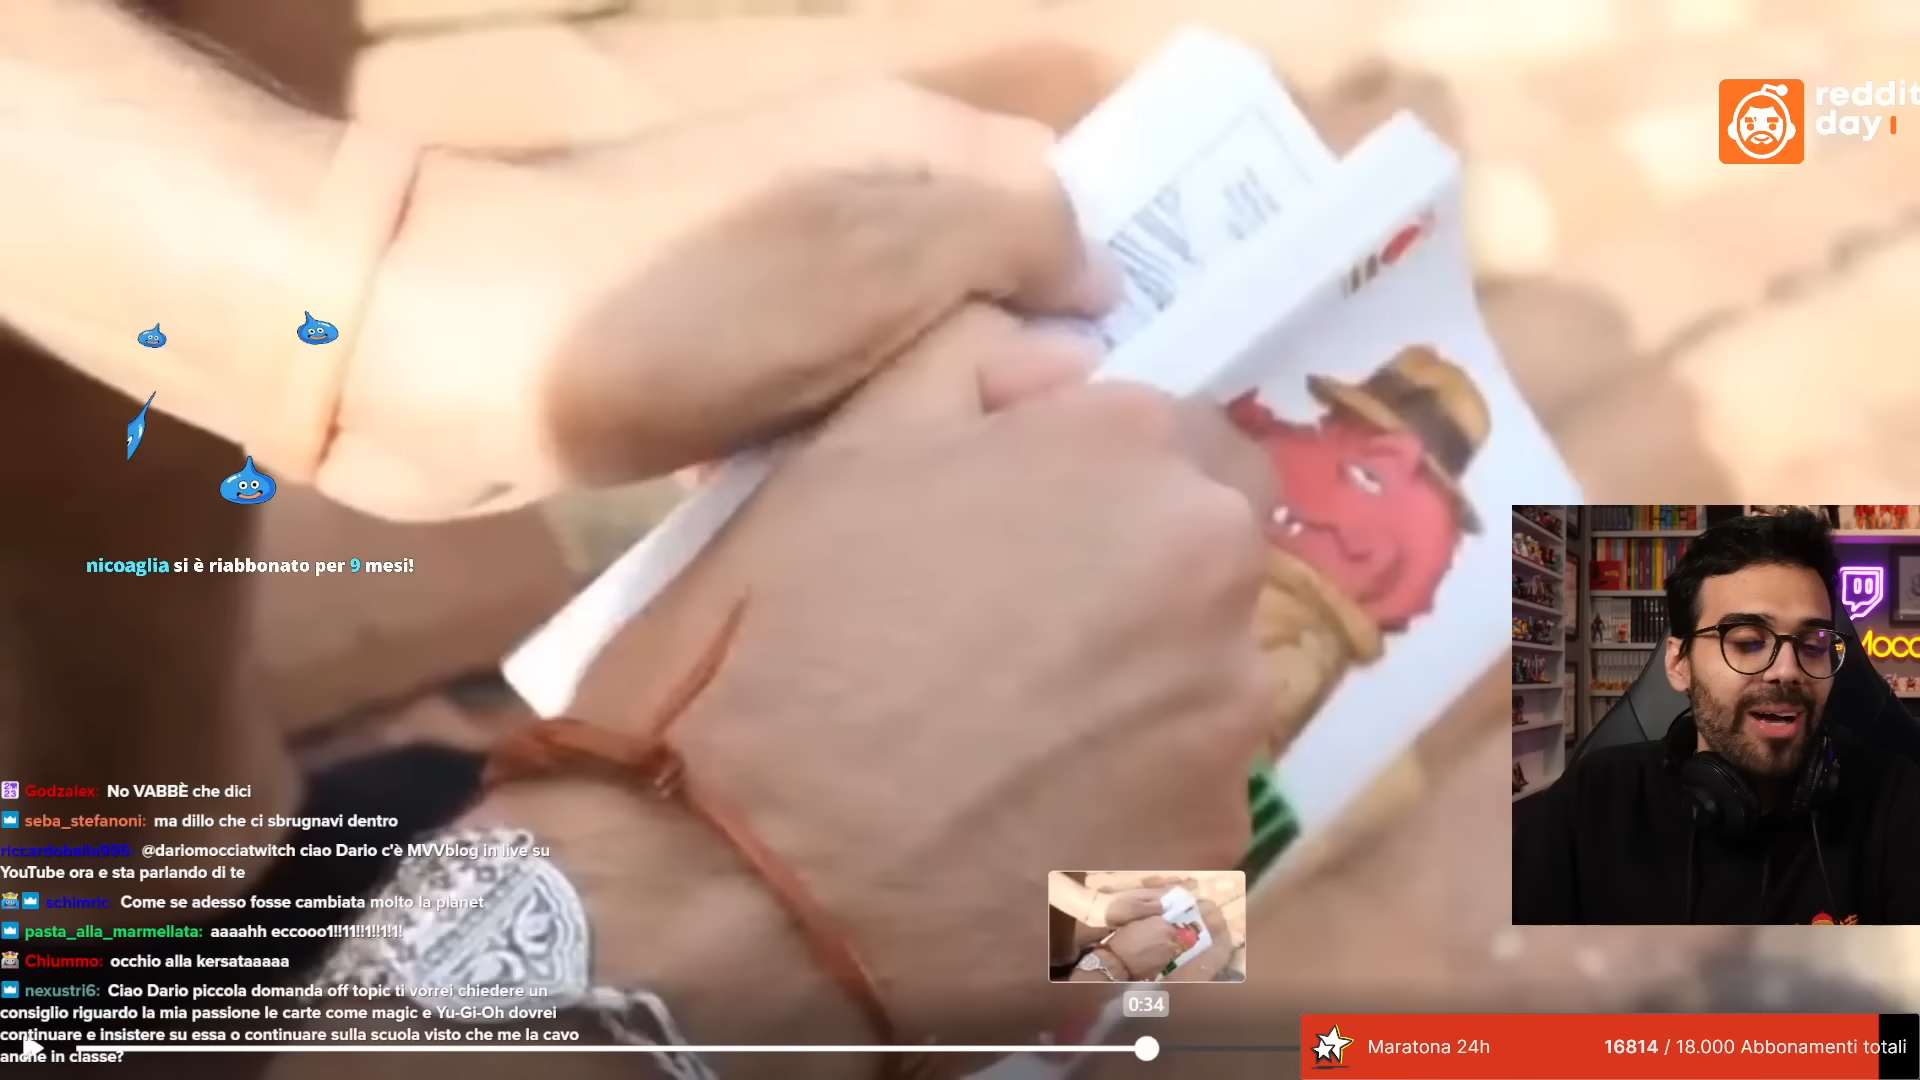 reddit
day
nicoaglia si è riabbonato per 9 mesi!
Mocc
Godzalex: No VABBÈ che dici
seba_stefanoni: ma dillo che ci sbrugnavi dentro
@dariomocciatwitch ciao Dario c'è MVVblog in live su
YouTube ora e sta parlando di te
schimric: Come se adesso fosse cambiata molto la planet
pasta_alla_marmellata: aaaahh eccooo1!!11!!1!!1!1!
Chiummo: occhio alla kersataaaaa
nexustri6: Ciao Dario piccola domanda off topic ti vorrei chiedere un
consiglio riguardo la mia passione le carte come magic e Yu-Gi-Oh dovrei
continuare e insistere su essa o continuare sulla scuola visto che me la cavo
anche in classe?
0:34
Maratona 24h
16814 / 18.000 Abbonamenti totali